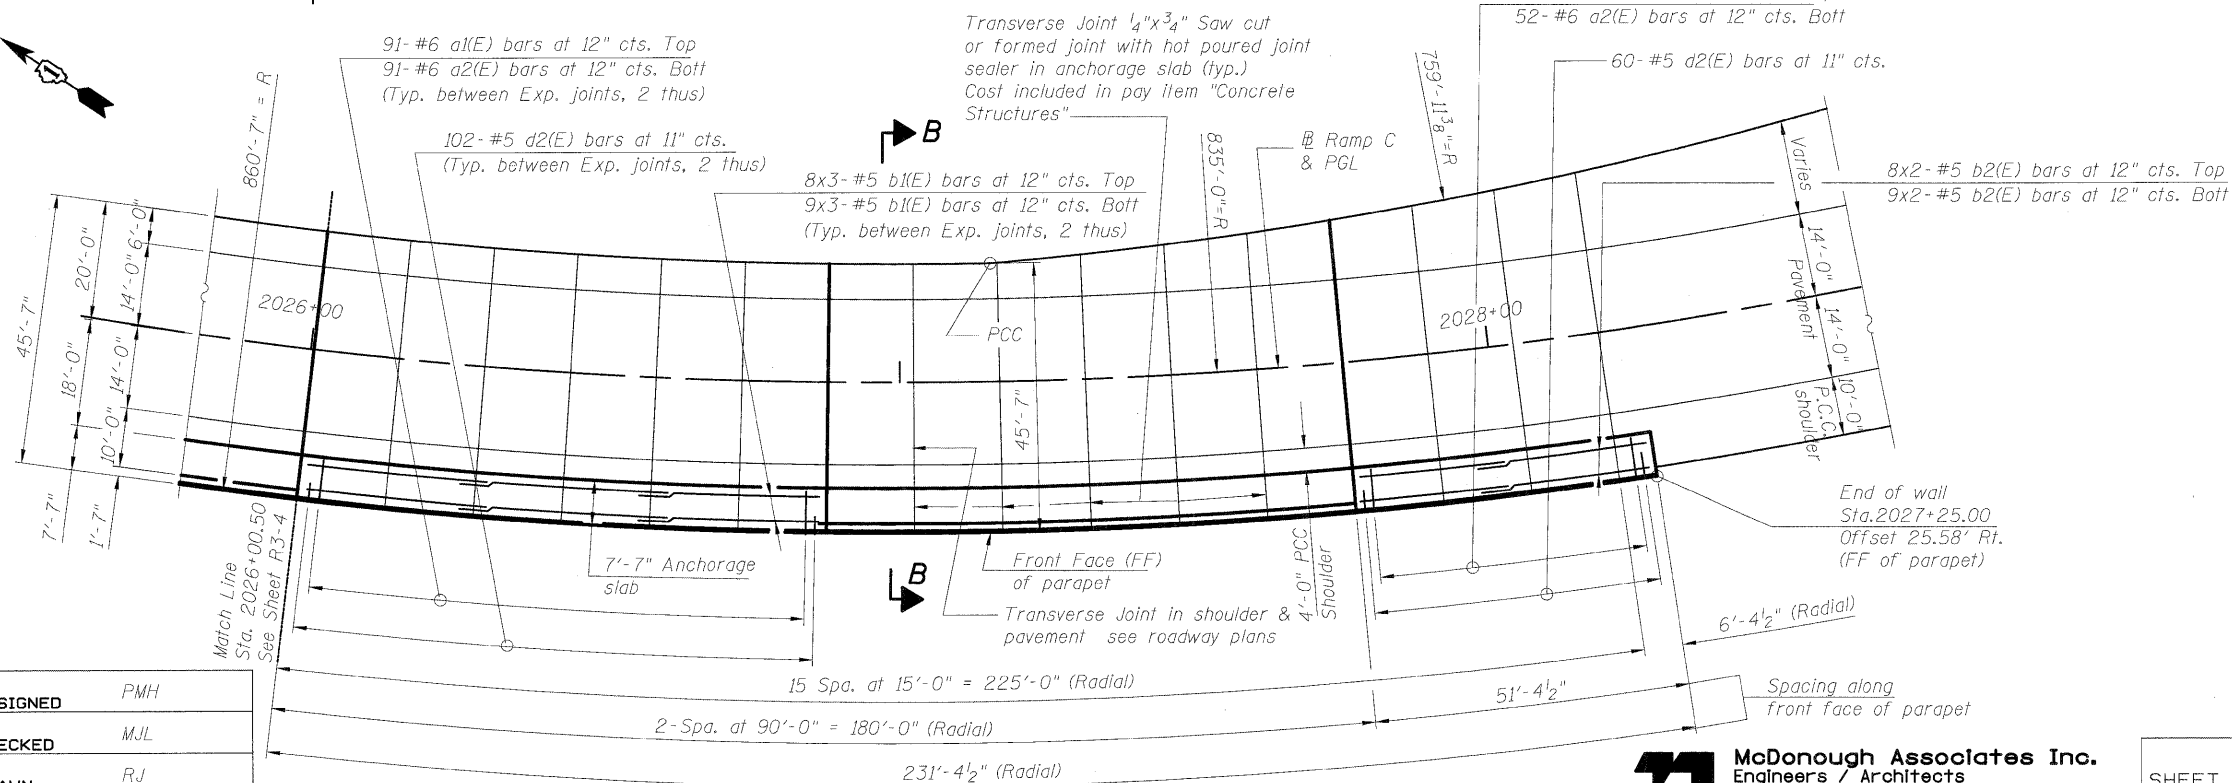 91-#6 a1(E) bars at 12" cts. Top
91-#6 a2(E) bars at 12" cts. Bott
(Typ. between Exp. joints, 2 thus)
102-#5 d2(E) bars at 11" cts.
(Typ. between Exp. joints, 2 thus)
8x3-#5 b1(E) bars at 12" cts. Top
9x3-#5 b1(E) bars at 12" cts. Bott
(Typ. between Exp. joints, 2 thus)
Transverse Joint 1/4"x3/4" Saw cut
or formed joint with hot poured joint
sealer in anchorage slab (typ.)
Cost included in pay item "Concrete
Structures"
52-#6 a2(E) bars at 12" cts. Bott
60-#5 d2(E) bars at 11" cts.
8x2-#5 b2(E) bars at 12" cts. Top
9x2-#5 b2(E) bars at 12" cts. Bott
860'-7" = R
759'-11 3/8"=R
835'-0"=R
B
℄ Ramp C
& PGL
Varies
14'-0"
Pavement
14'-0"
10'-0"
P.C.C.
shoulder
45'-7"
20'-0"
14'-0"
6'-0"
18'-0"
14'-0"
10'-0"
7'-7"
1'-7"
2026+00
PCC
2028+00
45'-7"
Match Line
Sta. 2026+00.50
See Sheet R3-4
7'-7" Anchorage
slab
B
Front Face (FF)
of parapet
Transverse Joint in shoulder &
pavement see roadway plans
4'-0" PCC
Shoulder
End of wall
Sta.2027+25.00
Offset 25.58' Rt.
(FF of parapet)
6'-4 1/2" (Radial)
15 Spa. at 15'-0" = 225'-0" (Radial)
2-Spa. at 90'-0" = 180'-0" (Radial)
51'-4 1/2"
231'-4 1/2" (Radial)
Spacing along
front face of parapet
SIGNED PMH
ECKED MJL
RJ
McDonough Associates Inc.
Engineers / Architects
SHEET